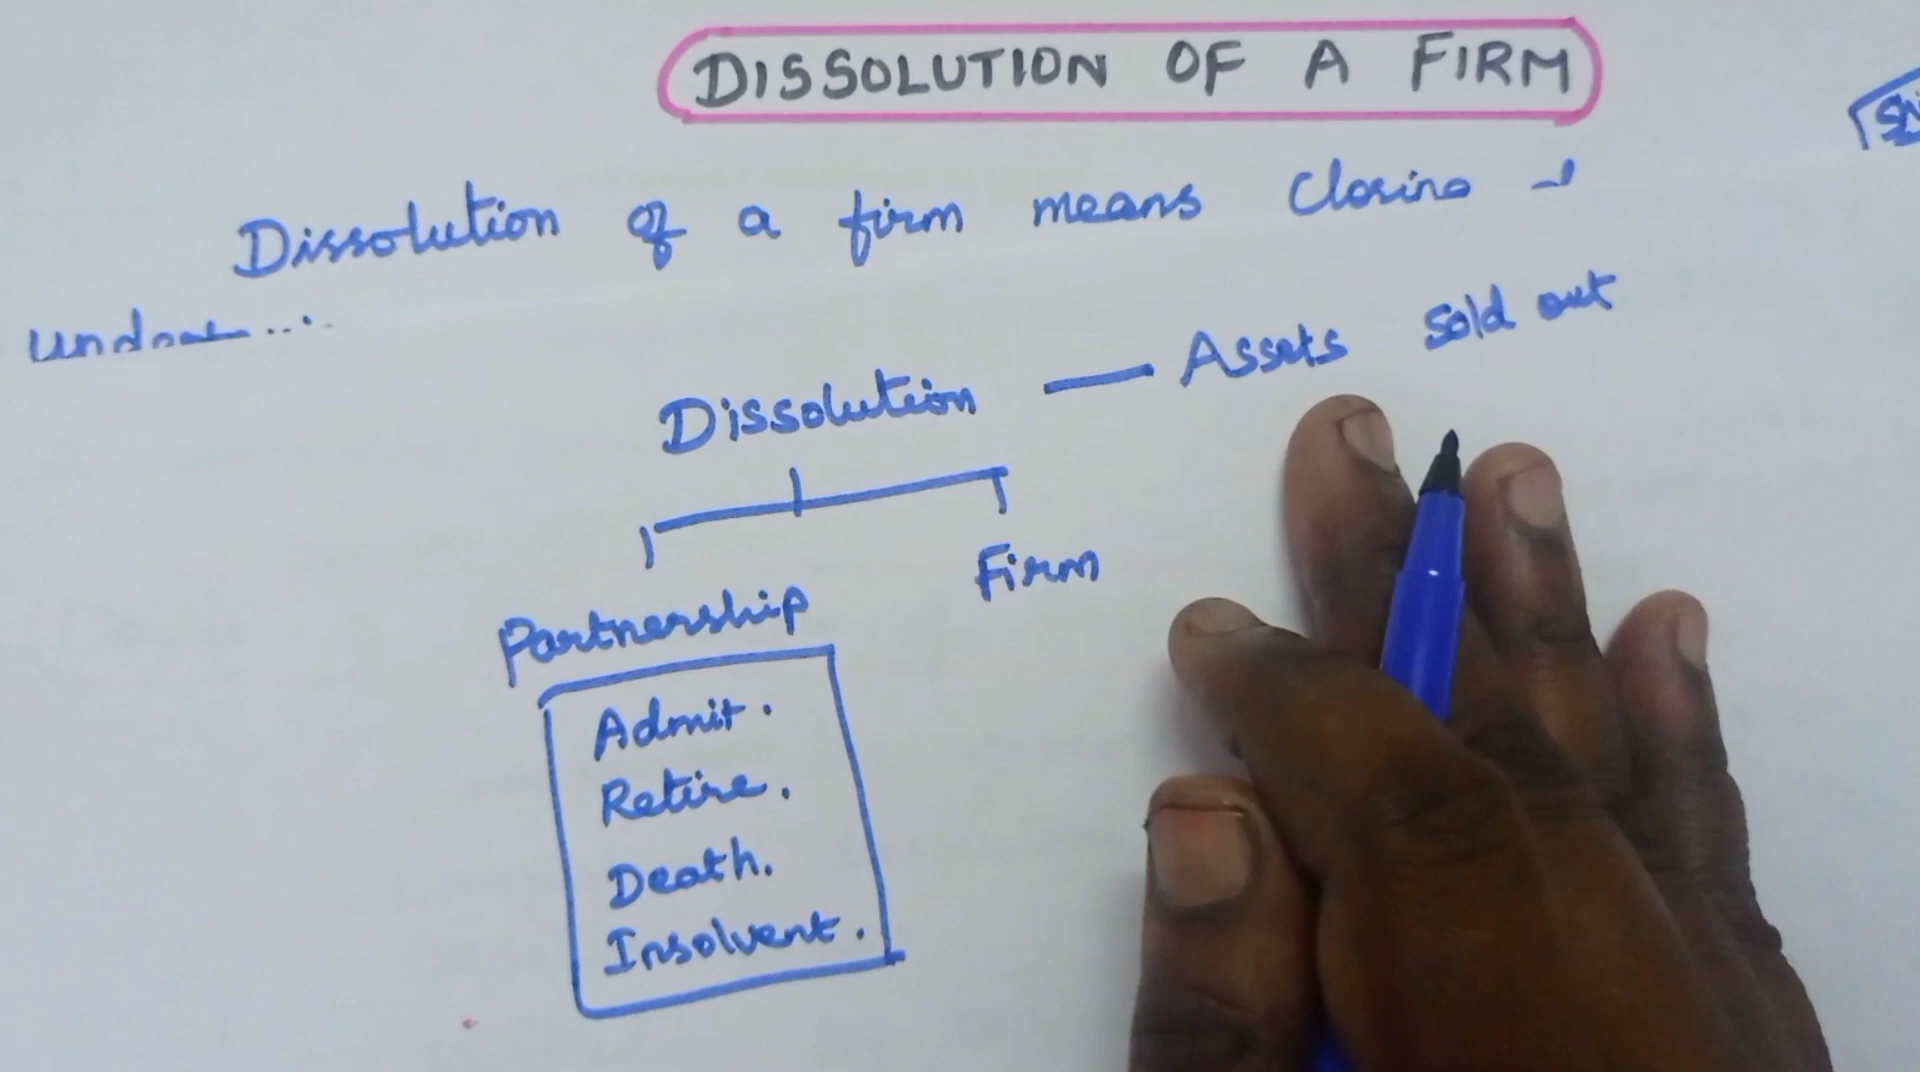 DISSOLUTION OF A FIRM
Dissolution of a firm means Closing
Dissolution — Assets sold out
Partnership Firm
Admit.
Retire.
Death.
Insolvent.